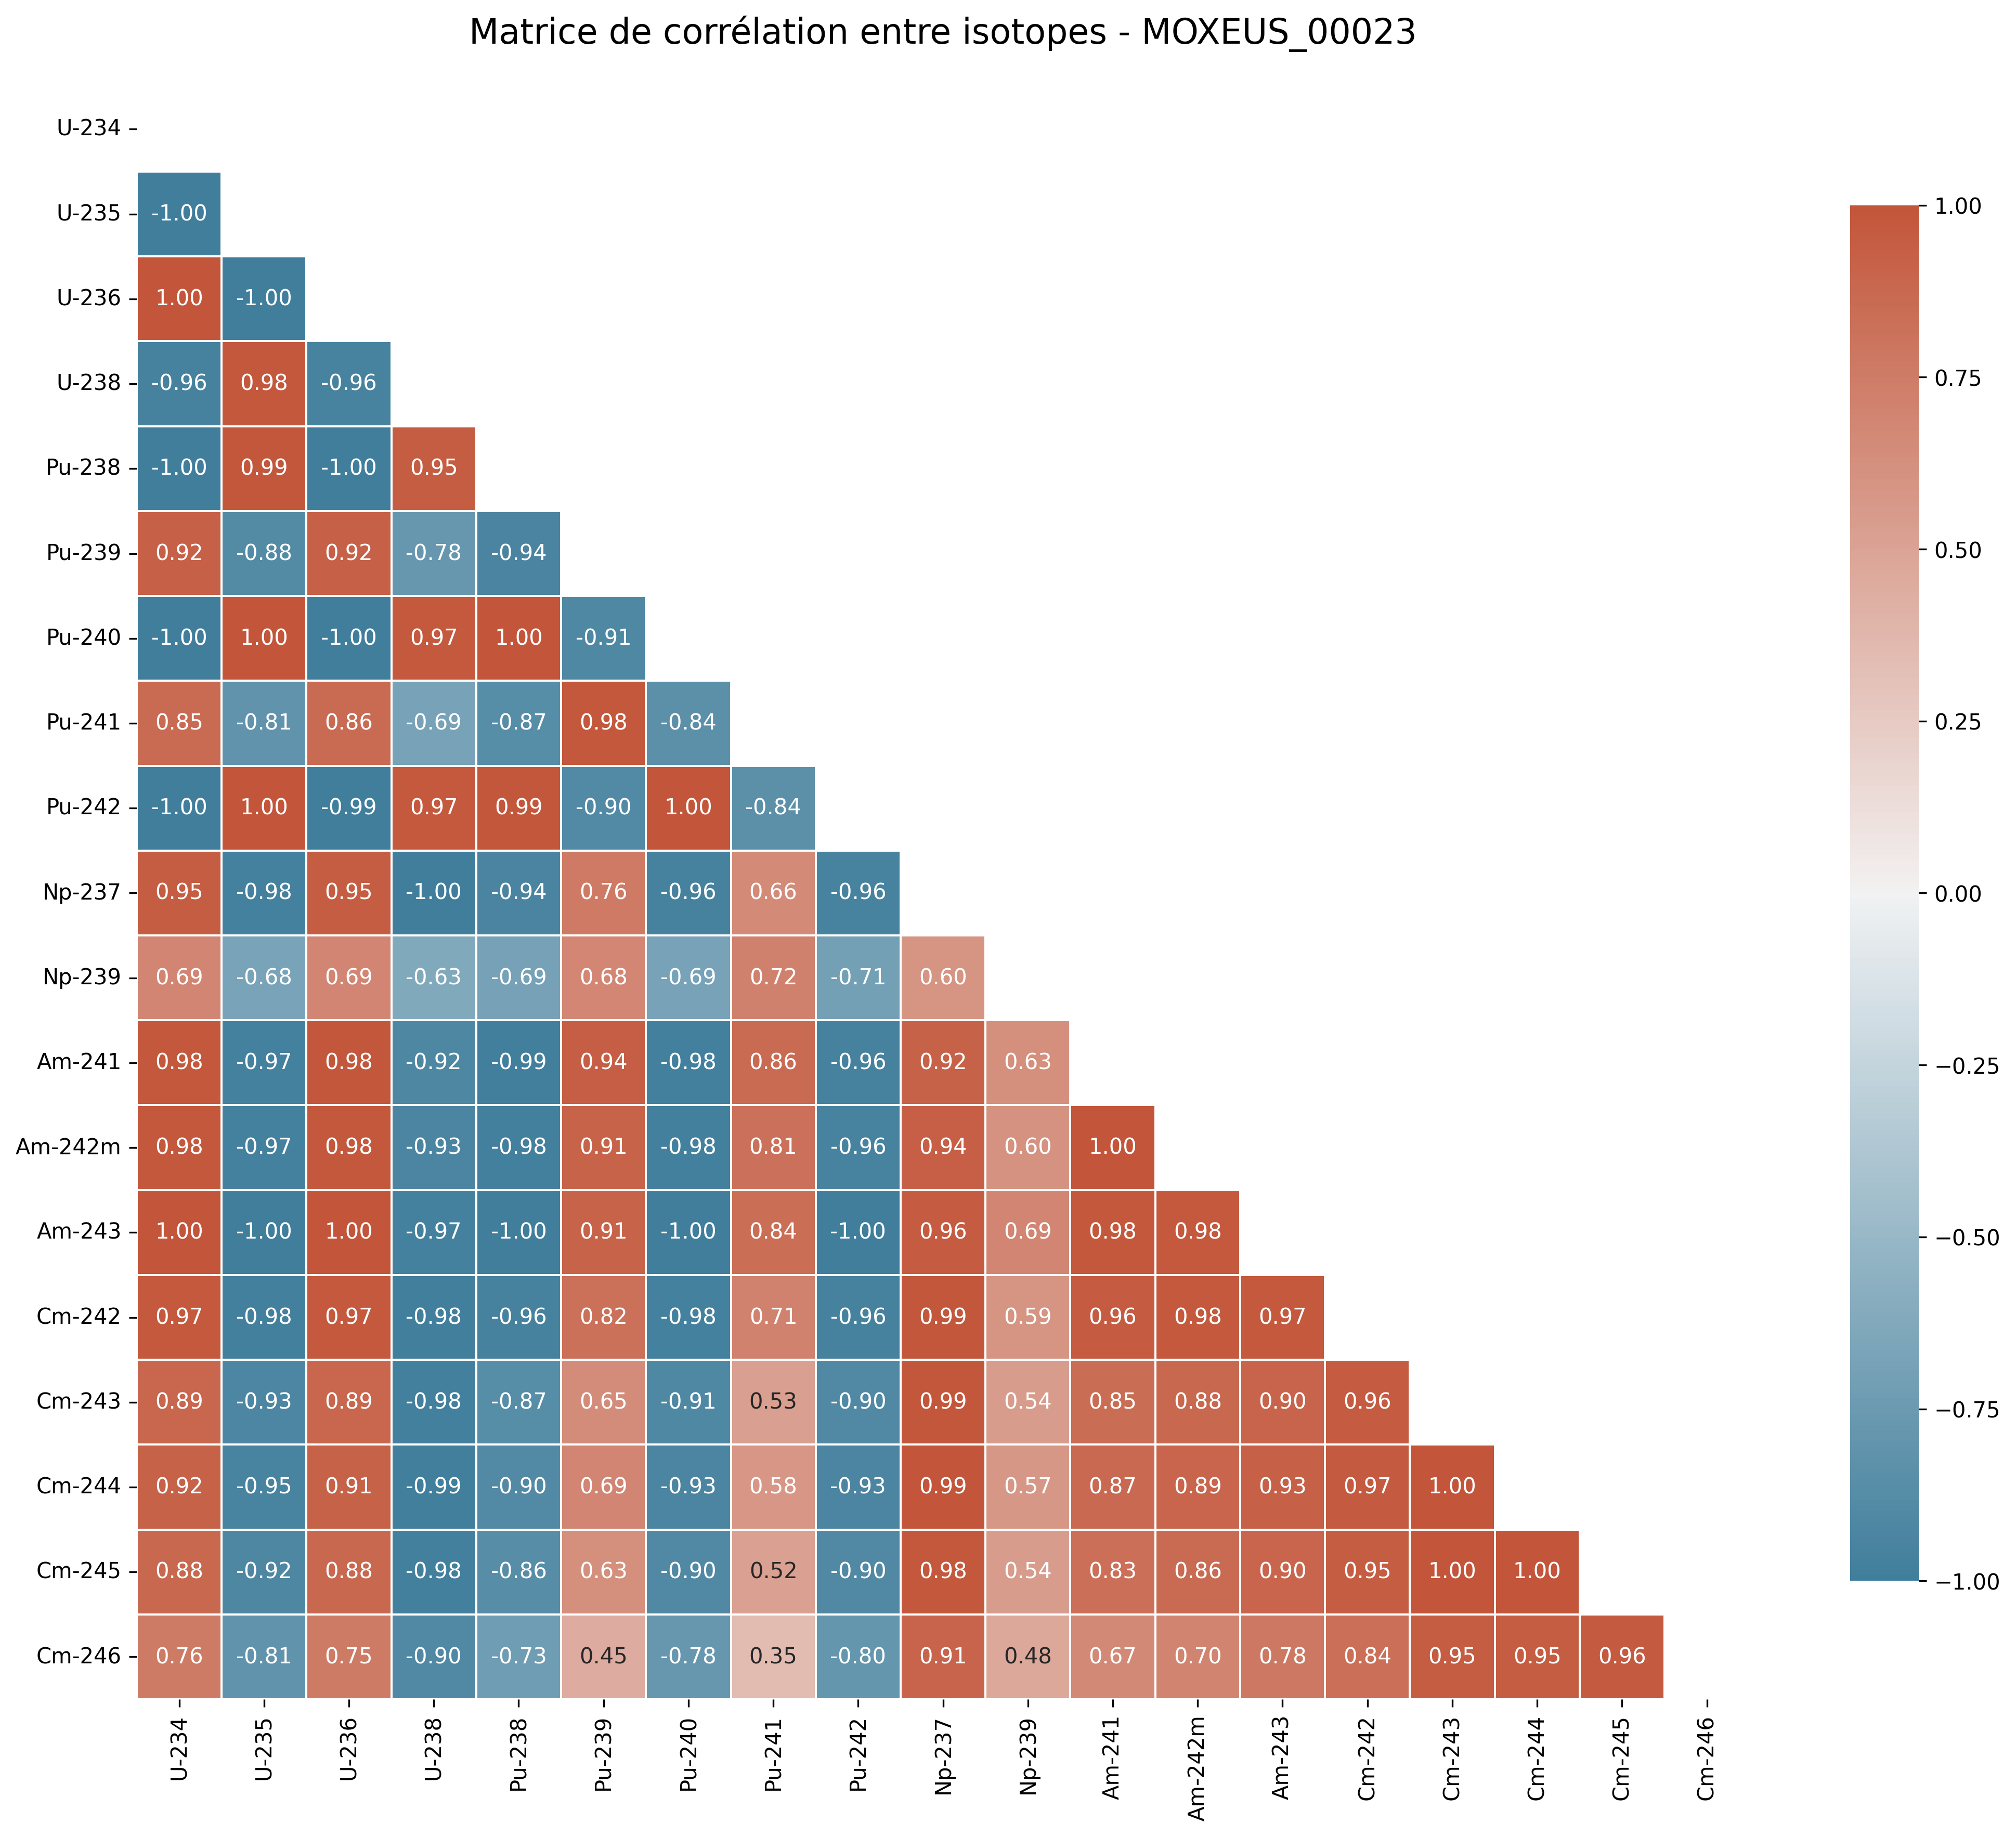 Matrice de corrélation entre isotopes - MOXEUS_00023
U-234
U-235 -1.00
U-236 1.00 -1.00
U-238 -0.96 0.98 -0.96
Pu-238 -1.00 0.99 -1.00 0.95
Pu-239 0.92 -0.88 0.92 -0.78 -0.94
Pu-240 -1.00 1.00 -1.00 0.97 1.00 -0.91
Pu-241 0.85 -0.81 0.86 -0.69 -0.87 0.98 -0.84
Pu-242 -1.00 1.00 -0.99 0.97 0.99 -0.90 1.00 -0.84
Np-237 0.95 -0.98 0.95 -1.00 -0.94 0.76 -0.96 0.66 -0.96
Np-239 0.69 -0.68 0.69 -0.63 -0.69 0.68 -0.69 0.72 -0.71 0.60
Am-241 0.98 -0.97 0.98 -0.92 -0.99 0.94 -0.98 0.86 -0.96 0.92 0.63
Am-242m 0.98 -0.97 0.98 -0.93 -0.98 0.91 -0.98 0.81 -0.96 0.94 0.60 1.00
Am-243 1.00 -1.00 1.00 -0.97 -1.00 0.91 -1.00 0.84 -1.00 0.96 0.69 0.98 0.98
Cm-242 0.97 -0.98 0.97 -0.98 -0.96 0.82 -0.98 0.71 -0.96 0.99 0.59 0.96 0.98 0.97
Cm-243 0.89 -0.93 0.89 -0.98 -0.87 0.65 -0.91 0.53 -0.90 0.99 0.54 0.85 0.88 0.90 0.96
Cm-244 0.92 -0.95 0.91 -0.99 -0.90 0.69 -0.93 0.58 -0.93 0.99 0.57 0.87 0.89 0.93 0.97 1.00
Cm-245 0.88 -0.92 0.88 -0.98 -0.86 0.63 -0.90 0.52 -0.90 0.98 0.54 0.83 0.86 0.90 0.95 1.00 1.00
Cm-246 0.76 -0.81 0.75 -0.90 -0.73 0.45 -0.78 0.35 -0.80 0.91 0.48 0.67 0.70 0.78 0.84 0.95 0.95 0.96
U-234 U-235 U-236 U-238 Pu-238 Pu-239 Pu-240 Pu-241 Pu-242 Np-237 Np-239 Am-241 Am-242m Am-243 Cm-242 Cm-243 Cm-244 Cm-245 Cm-246
1.00
0.75
0.50
0.25
0.00
−0.25
−0.50
−0.75
−1.00